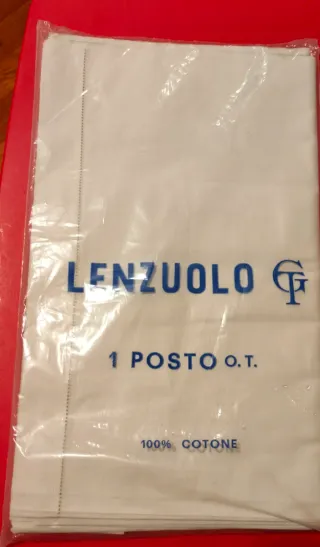 LENZUOLO GT
1 POSTO O.T.
100% COTONE